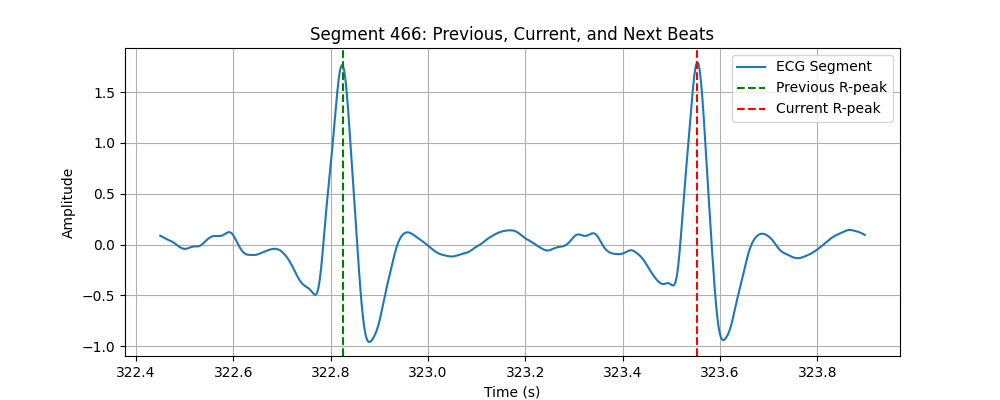 Segment 466: Previous, Current, and Next Beats
ECG Segment
Previous R-peak
Current R-peak
1.5
1.0
0.5
0.0
−0.5
−1.0
Amplitude
322.4 322.6 322.8 323.0 323.2 323.4 323.6 323.8
Time (s)